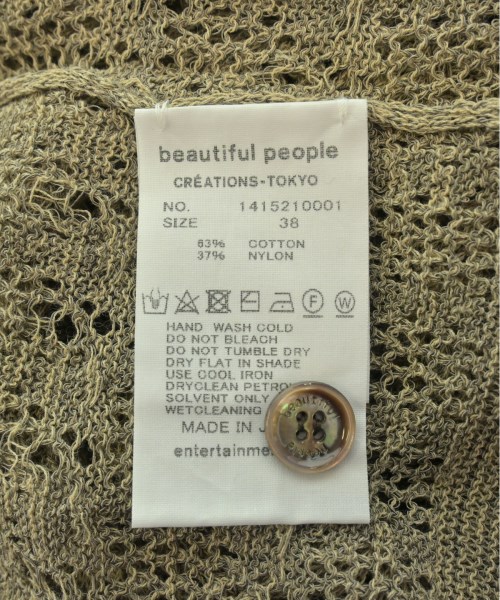 beautiful people
CRÉATIONS-TOKYO
NO. 1415210001
SIZE 38
63% COTTON
37% NYLON
F W
HAND WASH COLD
DO NOT BLEACH
DO NOT TUMBLE DRY
DRY FLAT IN SHADE
USE COOL IRON
DRYCLEAN PETRO
SOLVENT ONLY
WETCLEANING
MADE IN J
entertainme